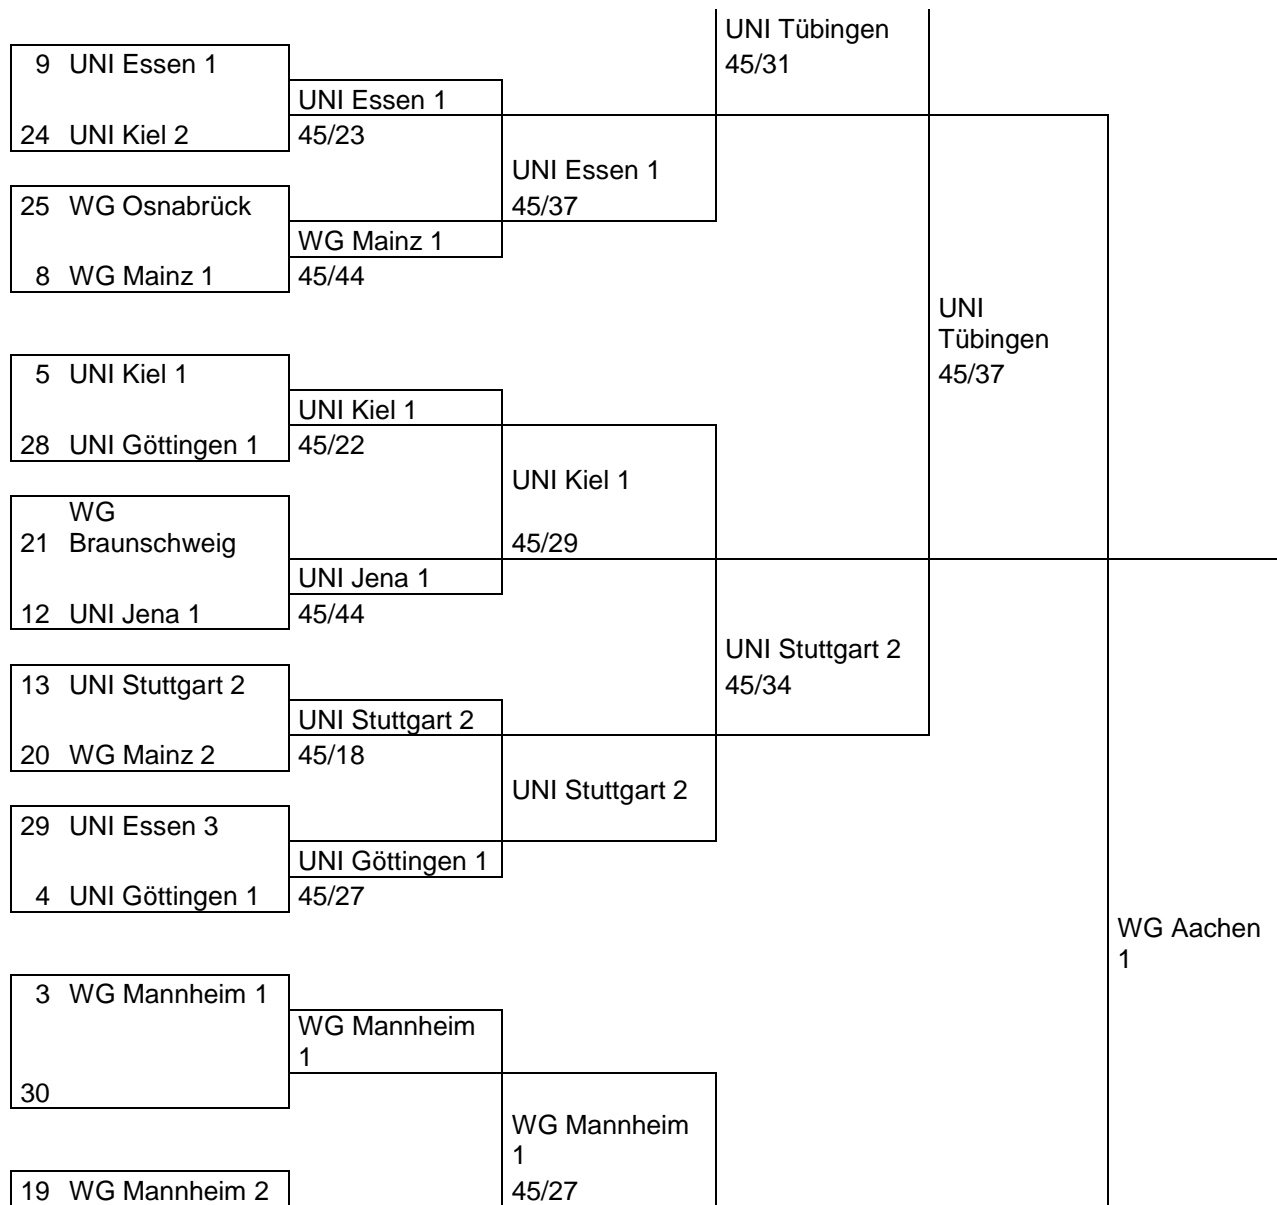 UNI Tübingen
9 UNI Essen 1
45/31
UNI Essen 1
24 UNI Kiel 2
45/23
UNI Essen 1
25 WG Osnabrück
45/37
WG Mainz 1
8 WG Mainz 1
45/44
UNI
Tübingen
5 UNI Kiel 1
45/37
UNI Kiel 1
28 UNI Göttingen 1
45/22
UNI Kiel 1
WG
21 Braunschweig
45/29
UNI Jena 1
12 UNI Jena 1
45/44
UNI Stuttgart 2
13 UNI Stuttgart 2
45/34
UNI Stuttgart 2
20 WG Mainz 2
45/18
UNI Stuttgart 2
29 UNI Essen 3
UNI Göttingen 1
4 UNI Göttingen 1
45/27
WG Aachen
1
3 WG Mannheim 1
WG Mannheim
1
30
WG Mannheim
1
19 WG Mannheim 2
45/27